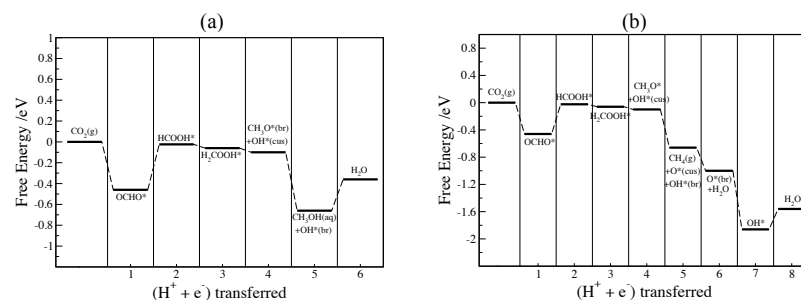 (a)
1
0.8
0.6
0.4
0.2
0
-0.2
-0.4
-0.6
-0.8
-1
Free Energy /eV
CO₂(g)
OCHO*
HCOOH*
H₂COOH*
CH₃O*(br)
+OH*(cus)
CH₃OH(aq)
+OH*(br)
H₂O
1 2 3 4 5 6
(H⁺ + e⁻) transferred
(b)
0.8
0.4
0
-0.4
-0.8
-1.2
-1.6
-2
Free Energy /eV
CO₂(g)
OCHO*
HCOOH*
H₂COOH*
CH₃O*
+OH*(cus)
CH₄(g)
+O*(cus)
+OH*(br)
O*(br)
+H₂O
OH*
H₂O
1 2 3 4 5 6 7 8
(H⁺ + e⁻) transferred